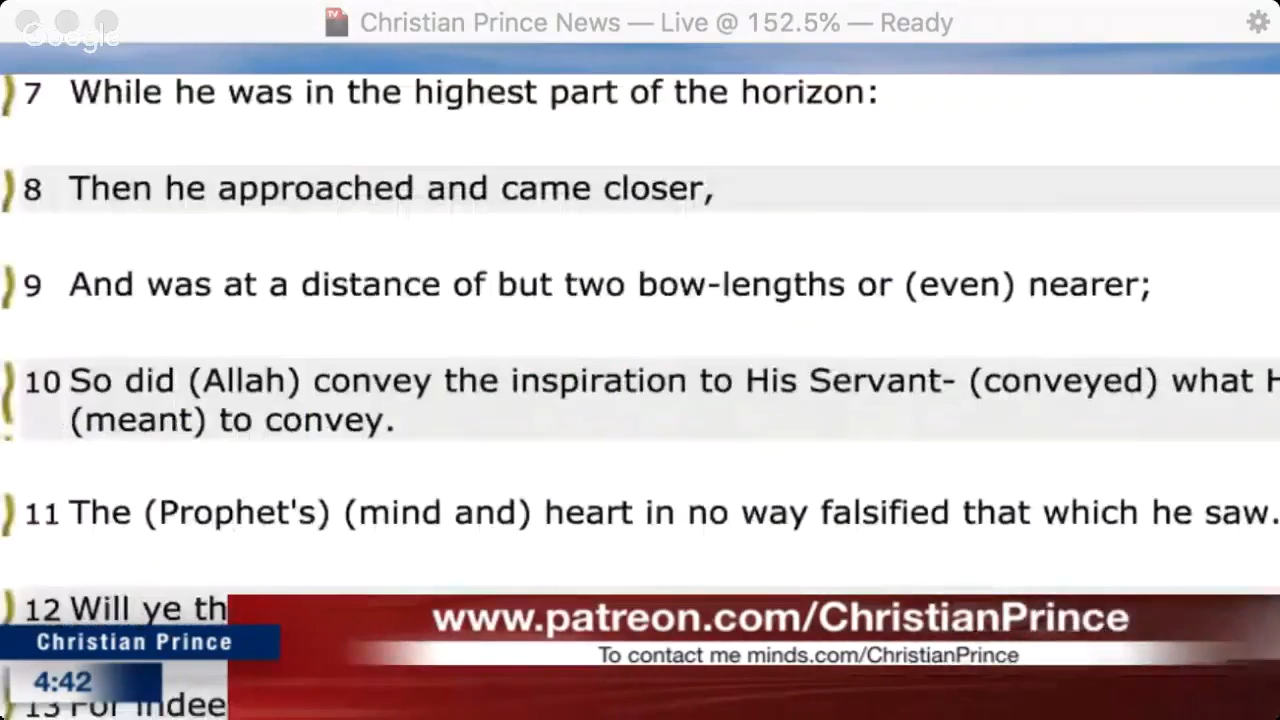 Christian Prince News — Live @ 152.5% — Ready
Google
7 While he was in the highest part of the horizon:
8 Then he approached and came closer,
9 And was at a distance of but two bow-lengths or (even) nearer;
10 So did (Allah) convey the inspiration to His Servant- (conveyed) what H
(meant) to convey.
11 The (Prophet's) (mind and) heart in no way falsified that which he saw.
12 Will ye th
www.patreon.com/ChristianPrince
Christian Prince
To contact me minds.com/ChristianPrince
4:42
13 For indee